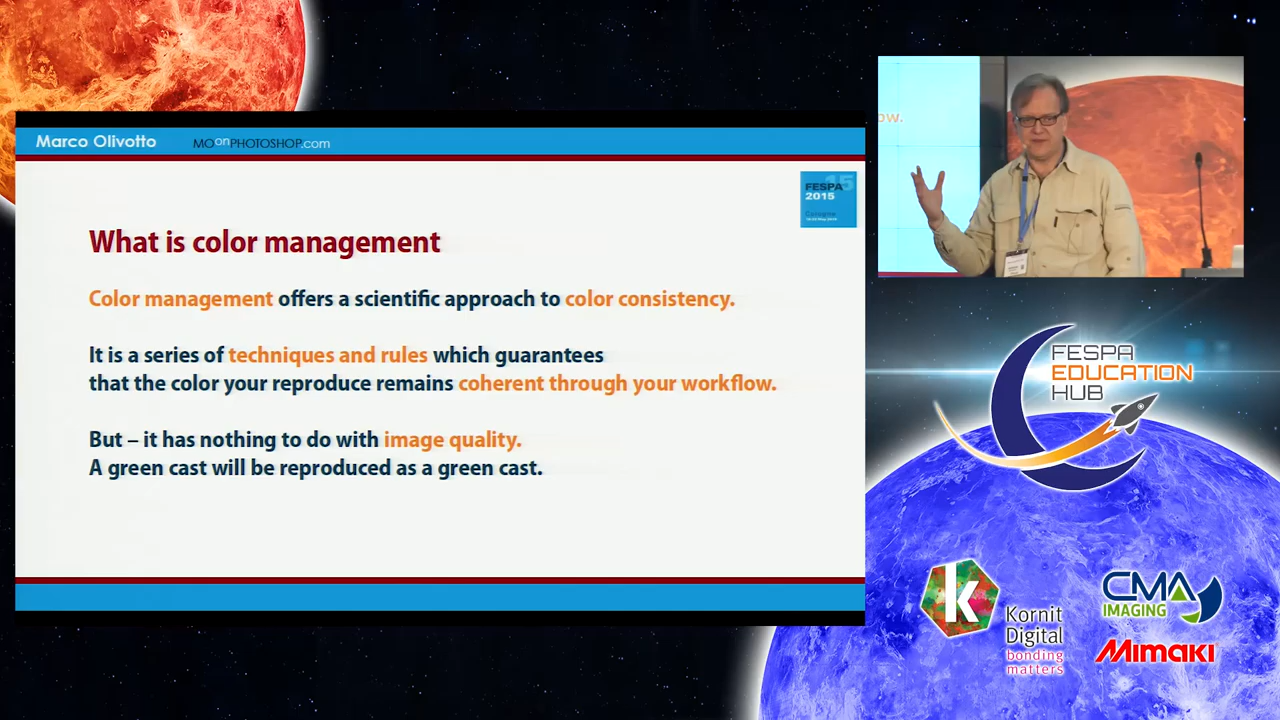 Marco Olivotto
MOonPHOTOSHOP.com
15
FESPA
2015
Cologne
What is color management
Color management offers a scientific approach to color consistency.
It is a series of techniques and rules which guarantees
that the color your reproduce remains coherent through your workflow.
But – it has nothing to do with image quality.
A green cast will be reproduced as a green cast.
ow.
FESPA
EDUCATION
HUB
k
Kornit
Digital
bonding
matters
CMA
IMAGING
Mimaki